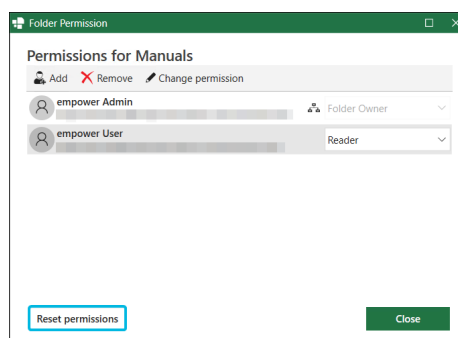 Folder Permission
Permissions for Manuals
Add Remove Change permission
empower Admin
Folder Owner
empower User
Reader
Reset permissions
Close